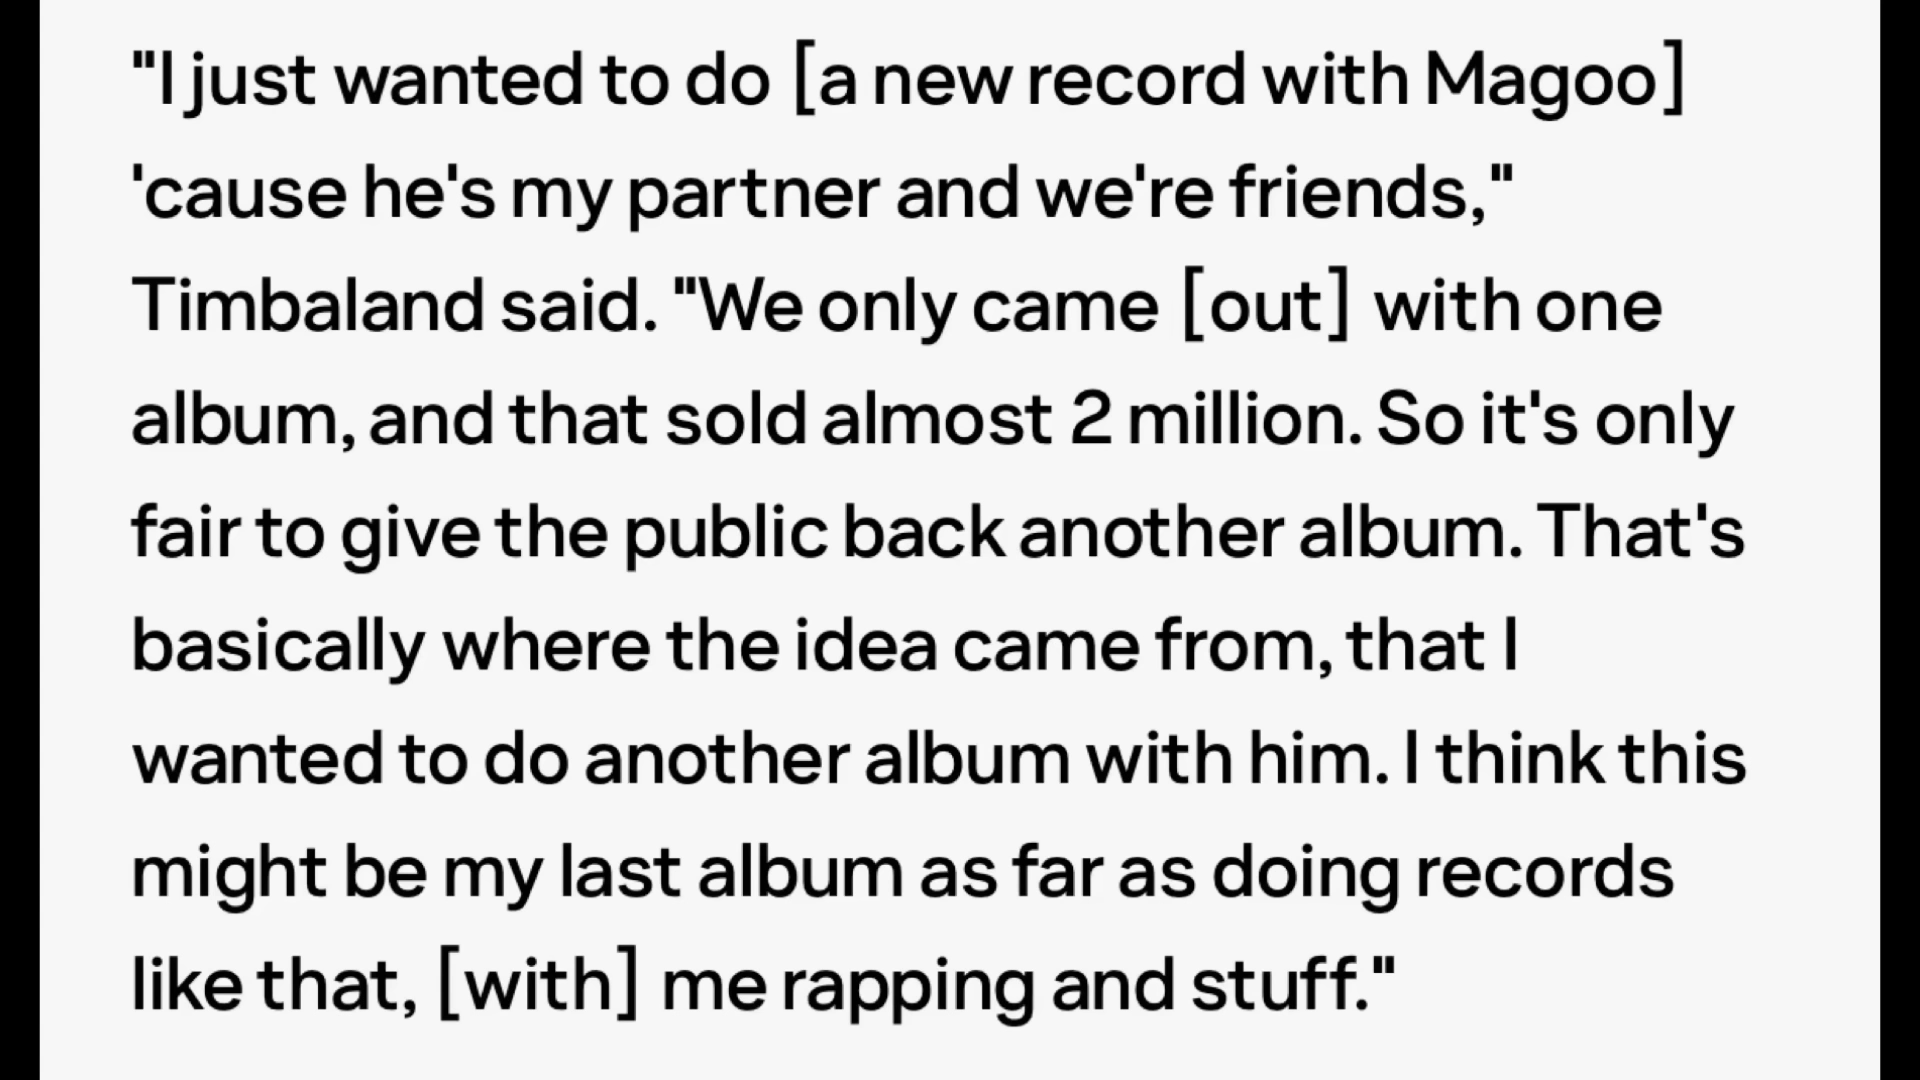 "I just wanted to do [a new record with Magoo]
'cause he's my partner and we're friends,"
Timbaland said. "We only came [out] with one
album, and that sold almost 2 million. So it's only
fair to give the public back another album. That's
basically where the idea came from, that I
wanted to do another album with him. I think this
might be my last album as far as doing records
like that, [with] me rapping and stuff."